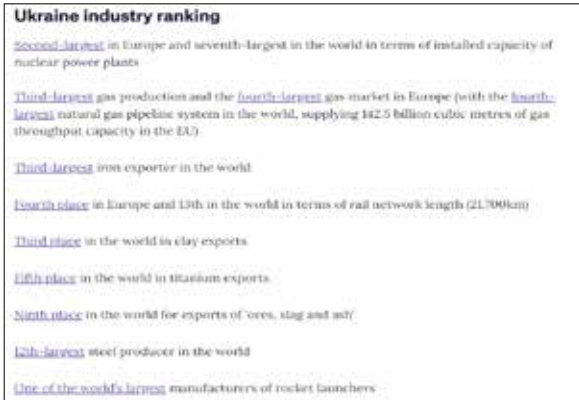 Ukraine industry ranking
Second-largest in Europe and seventh-largest in the world in terms of installed capacity of
nuclear power plants
Third-largest gas production and the fourth-largest gas market in Europe (with the fourth-
largest natural gas pipeline system in the world, supplying 142.5 billion cubic metres of gas
throughput capacity in the EU)
Third-largest iron exporter in the world
Fourth place in Europe and 13th in the world in terms of rail network length (21,700km)
Third place in the world in clay exports
Fifth place in the world in titanium exports
Ninth place in the world for exports of 'ores, slag and ash'
12th-largest steel producer in the world
One of the world's largest manufacturers of rocket launchers